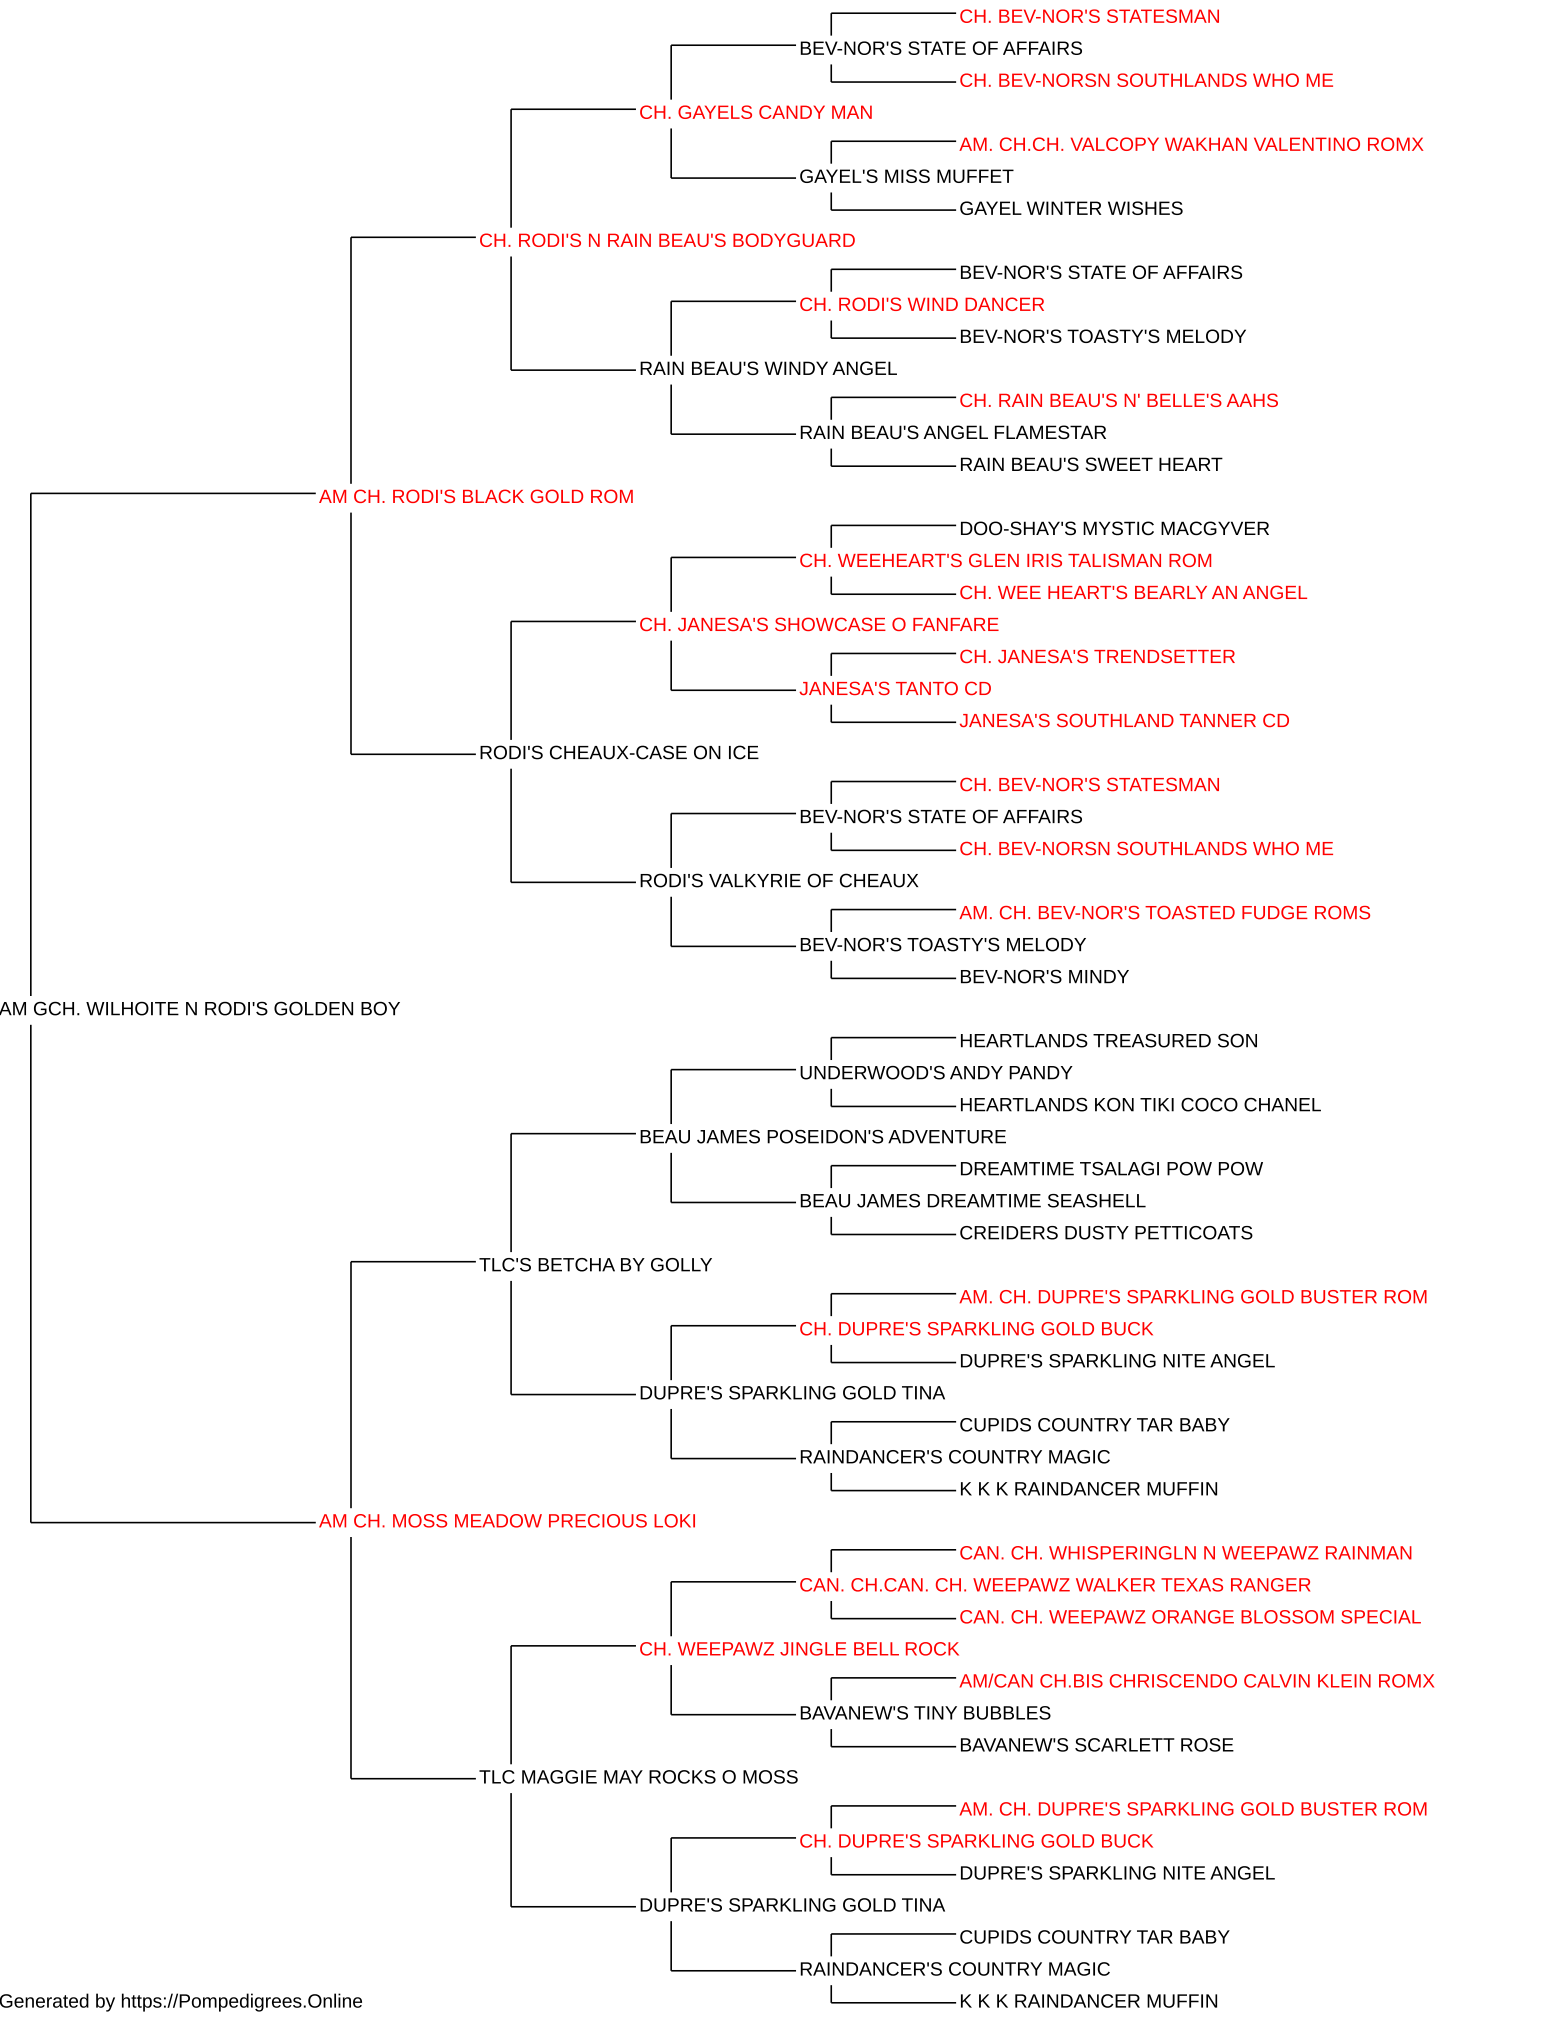 CH. BEV-NOR'S STATESMAN
BEV-NOR'S STATE OF AFFAIRS
CH. BEV-NORSN SOUTHLANDS WHO ME
CH. GAYELS CANDY MAN
AM. CH.CH. VALCOPY WAKHAN VALENTINO ROMX
GAYEL'S MISS MUFFET
GAYEL WINTER WISHES
CH. RODI'S N RAIN BEAU'S BODYGUARD
BEV-NOR'S STATE OF AFFAIRS
CH. RODI'S WIND DANCER
BEV-NOR'S TOASTY'S MELODY
RAIN BEAU'S WINDY ANGEL
CH. RAIN BEAU'S N' BELLE'S AAHS
RAIN BEAU'S ANGEL FLAMESTAR
RAIN BEAU'S SWEET HEART
AM CH. RODI'S BLACK GOLD ROM
DOO-SHAY'S MYSTIC MACGYVER
CH. WEEHEART'S GLEN IRIS TALISMAN ROM
CH. WEE HEART'S BEARLY AN ANGEL
CH. JANESA'S SHOWCASE O FANFARE
CH. JANESA'S TRENDSETTER
JANESA'S TANTO CD
JANESA'S SOUTHLAND TANNER CD
RODI'S CHEAUX-CASE ON ICE
CH. BEV-NOR'S STATESMAN
BEV-NOR'S STATE OF AFFAIRS
CH. BEV-NORSN SOUTHLANDS WHO ME
RODI'S VALKYRIE OF CHEAUX
AM. CH. BEV-NOR'S TOASTED FUDGE ROMS
BEV-NOR'S TOASTY'S MELODY
BEV-NOR'S MINDY
AM GCH. WILHOITE N RODI'S GOLDEN BOY
HEARTLANDS TREASURED SON
UNDERWOOD'S ANDY PANDY
HEARTLANDS KON TIKI COCO CHANEL
BEAU JAMES POSEIDON'S ADVENTURE
DREAMTIME TSALAGI POW POW
BEAU JAMES DREAMTIME SEASHELL
CREIDERS DUSTY PETTICOATS
TLC'S BETCHA BY GOLLY
AM. CH. DUPRE'S SPARKLING GOLD BUSTER ROM
CH. DUPRE'S SPARKLING GOLD BUCK
DUPRE'S SPARKLING NITE ANGEL
DUPRE'S SPARKLING GOLD TINA
CUPIDS COUNTRY TAR BABY
RAINDANCER'S COUNTRY MAGIC
K K K RAINDANCER MUFFIN
AM CH. MOSS MEADOW PRECIOUS LOKI
CAN. CH. WHISPERINGLN N WEEPAWZ RAINMAN
CAN. CH.CAN. CH. WEEPAWZ WALKER TEXAS RANGER
CAN. CH. WEEPAWZ ORANGE BLOSSOM SPECIAL
CH. WEEPAWZ JINGLE BELL ROCK
AM/CAN CH.BIS CHRISCENDO CALVIN KLEIN ROMX
BAVANEW'S TINY BUBBLES
BAVANEW'S SCARLETT ROSE
TLC MAGGIE MAY ROCKS O MOSS
AM. CH. DUPRE'S SPARKLING GOLD BUSTER ROM
CH. DUPRE'S SPARKLING GOLD BUCK
DUPRE'S SPARKLING NITE ANGEL
DUPRE'S SPARKLING GOLD TINA
CUPIDS COUNTRY TAR BABY
RAINDANCER'S COUNTRY MAGIC
K K K RAINDANCER MUFFIN
Generated by https://Pompedigrees.Online